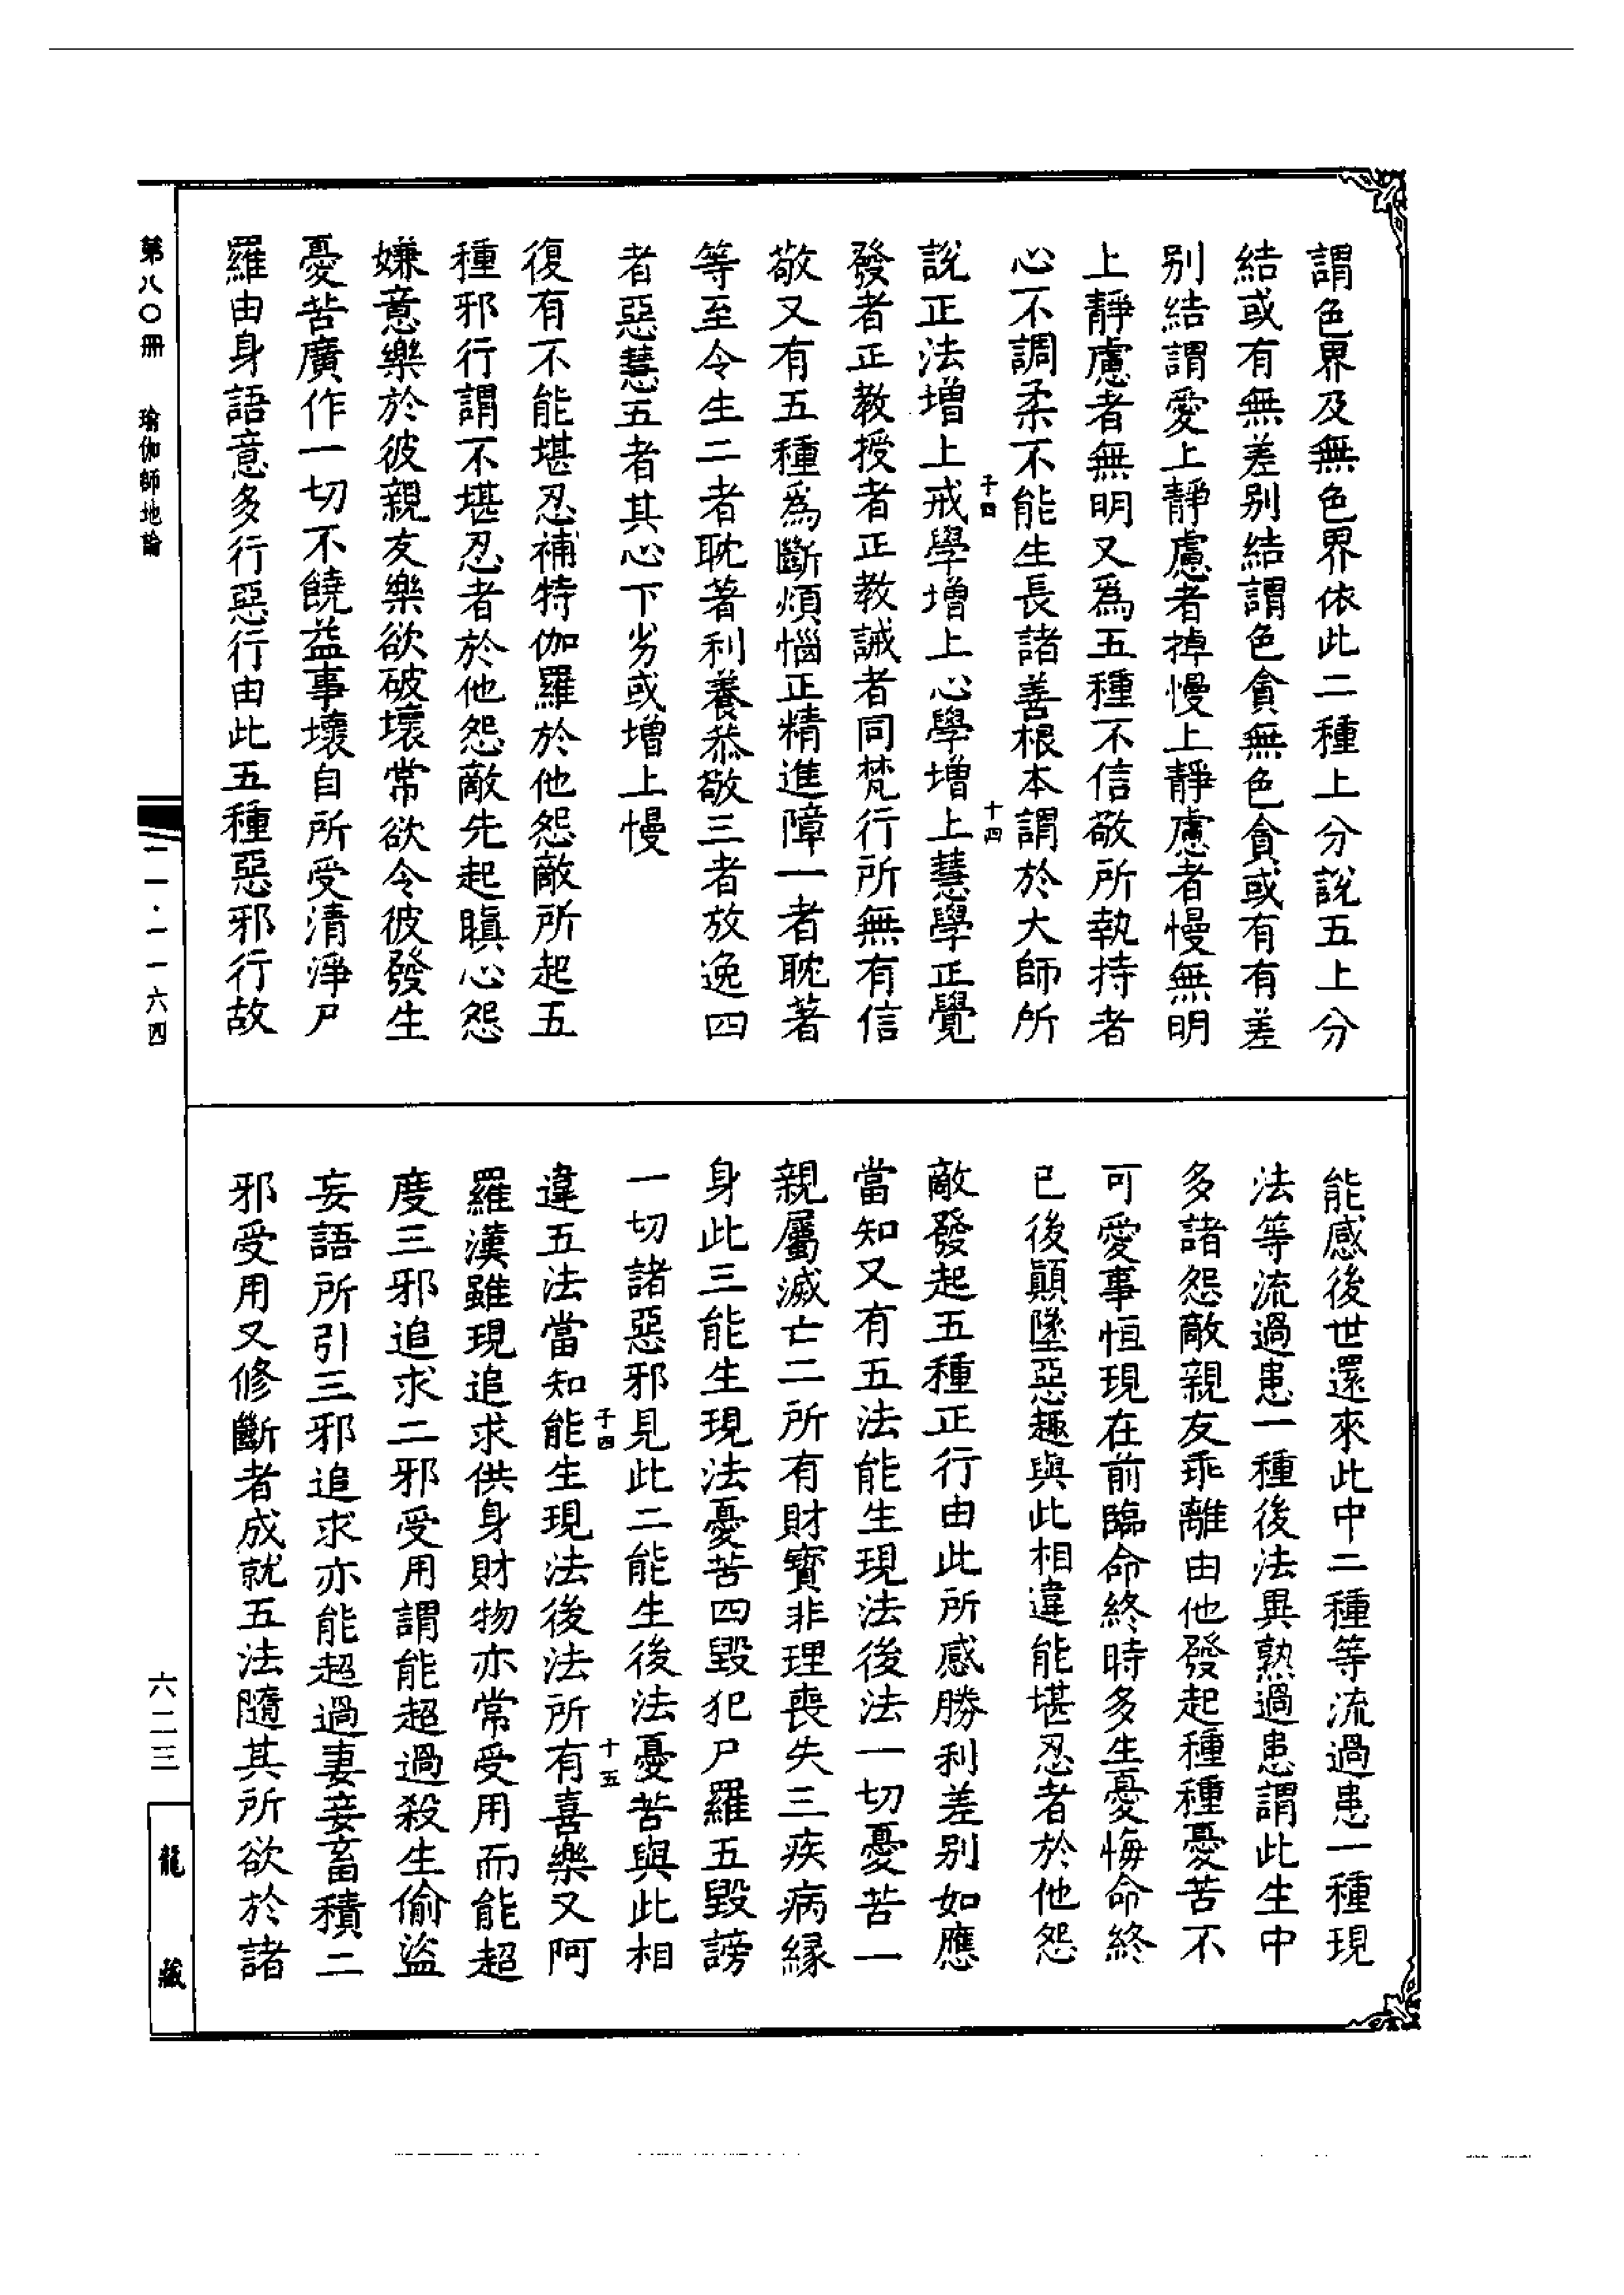 謂色界及無色界依此二種上分說五上分
結或有無差別結謂色貪無色貪或有有差
別結謂愛上靜慮者掉慢上靜慮者慢無明
上靜慮者無明又爲五種不信敬所執持者
心不調柔不能生長諸善根本謂於大師所
說正法增上戒學增上心學增上慧學正覺
發者正教授者正教誡者同梵行所無有信
敬又有五種爲斷煩惱正精進障一者耽著
等至令生二者耽著利養恭敬三者放逸四
者惡慧五者其心下劣或增上慢
復有不能堪忍補特伽羅於他怨敵所起五
種邪行謂不堪忍者於他怨敵先起瞋心怨
嫌意樂於彼親友樂欲破壞常欲令彼發生
憂苦廣作一切不饒益事壞自所受清淨尸
羅由身語意多行惡行由此五種惡邪行故
子四
十四
能感後世還來此中二種等流過患一種現
法等流過患一種後法異熟過患謂此生中
多諸怨敵親友乖離由他發起種種憂苦不
可愛事恒現在前臨命終時多生憂悔命終
已後顛墜惡趣與此相違能堪忍者於他怨
敵發起五種正行由此所感勝利差別如應
當知又有五法能生現法後法一切憂苦一
親屬滅亡二所有財寶非理喪失三疾病緣
身此三能生現法憂苦四毀犯尸羅五毀謗
一切諸惡邪見此二能生後法憂苦與此相
違五法當知能生現法後法所有喜樂又阿
羅漢雖現追求供身財物亦常受用而能超
度三邪追求二邪受用謂能超過殺生偷盜
妄語所引三邪追求亦能超過妻妾畜積二
邪受用又修斷者成就五法隨其所欲於諸
子四
十五
第八〇冊 瑜伽師地論
二一·一一六四
六二三
龍藏